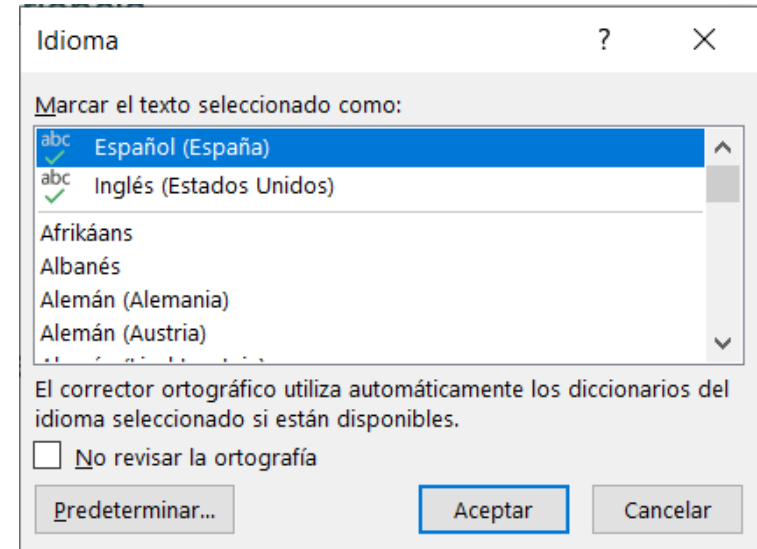 Idioma
?
Marcar el texto seleccionado como:
abc Español (España)
abc Inglés (Estados Unidos)
Afrikáans
Albanés
Alemán (Alemania)
Alemán (Austria)
El corrector ortográfico utiliza automáticamente los diccionarios del
idioma seleccionado si están disponibles.
No revisar la ortografía
Predeterminar... Aceptar Cancelar